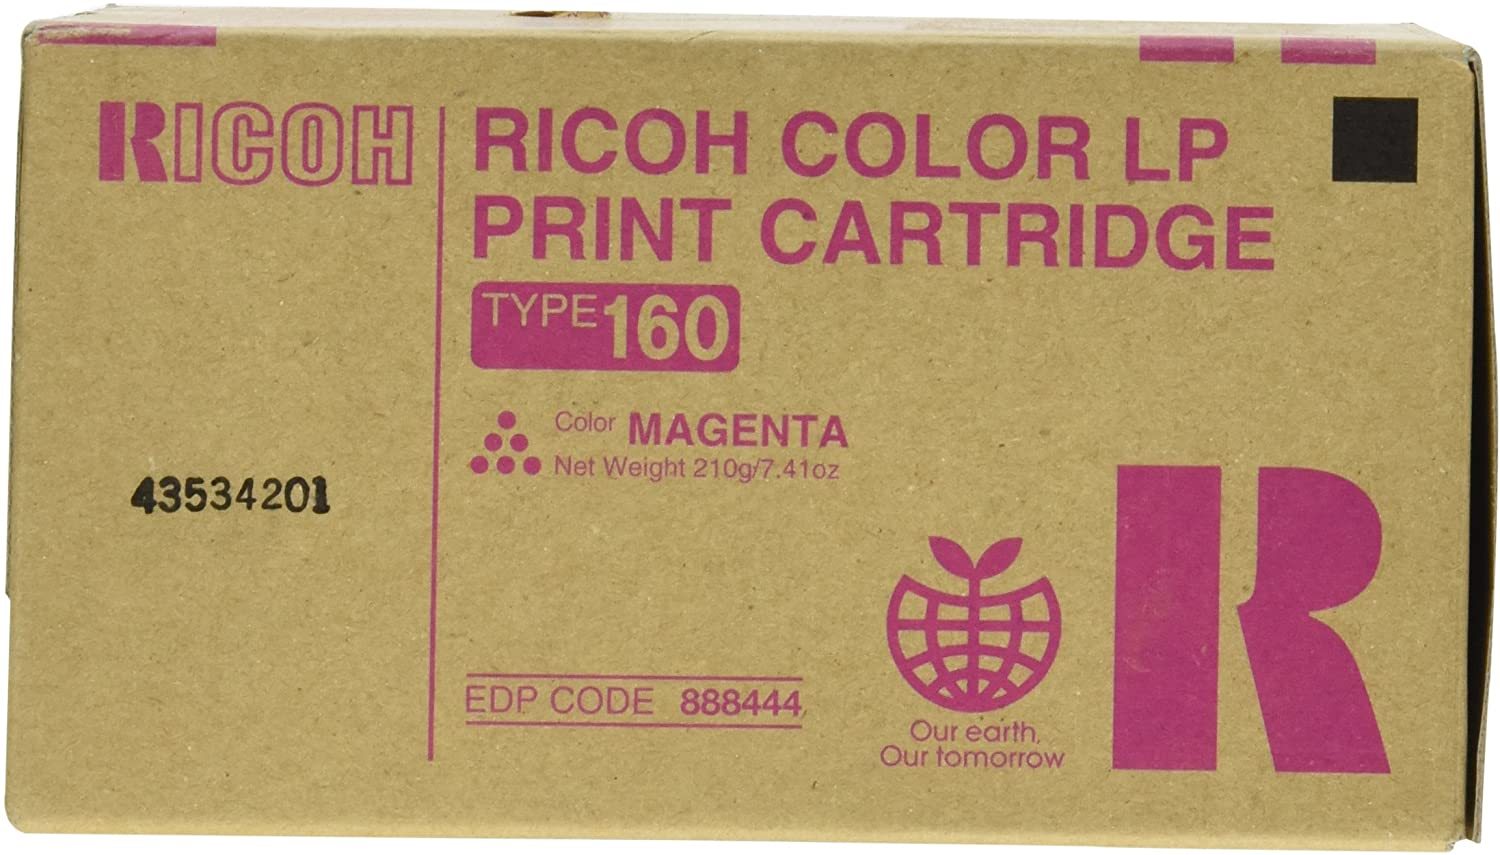 RICOH
RICOH COLOR LP
PRINT CARTRIDGE
TYPE 160
Color MAGENTA
Net Weight 210g/7.41oz
43534201
EDP CODE 888444
Our earth,
Our tomorrow
R